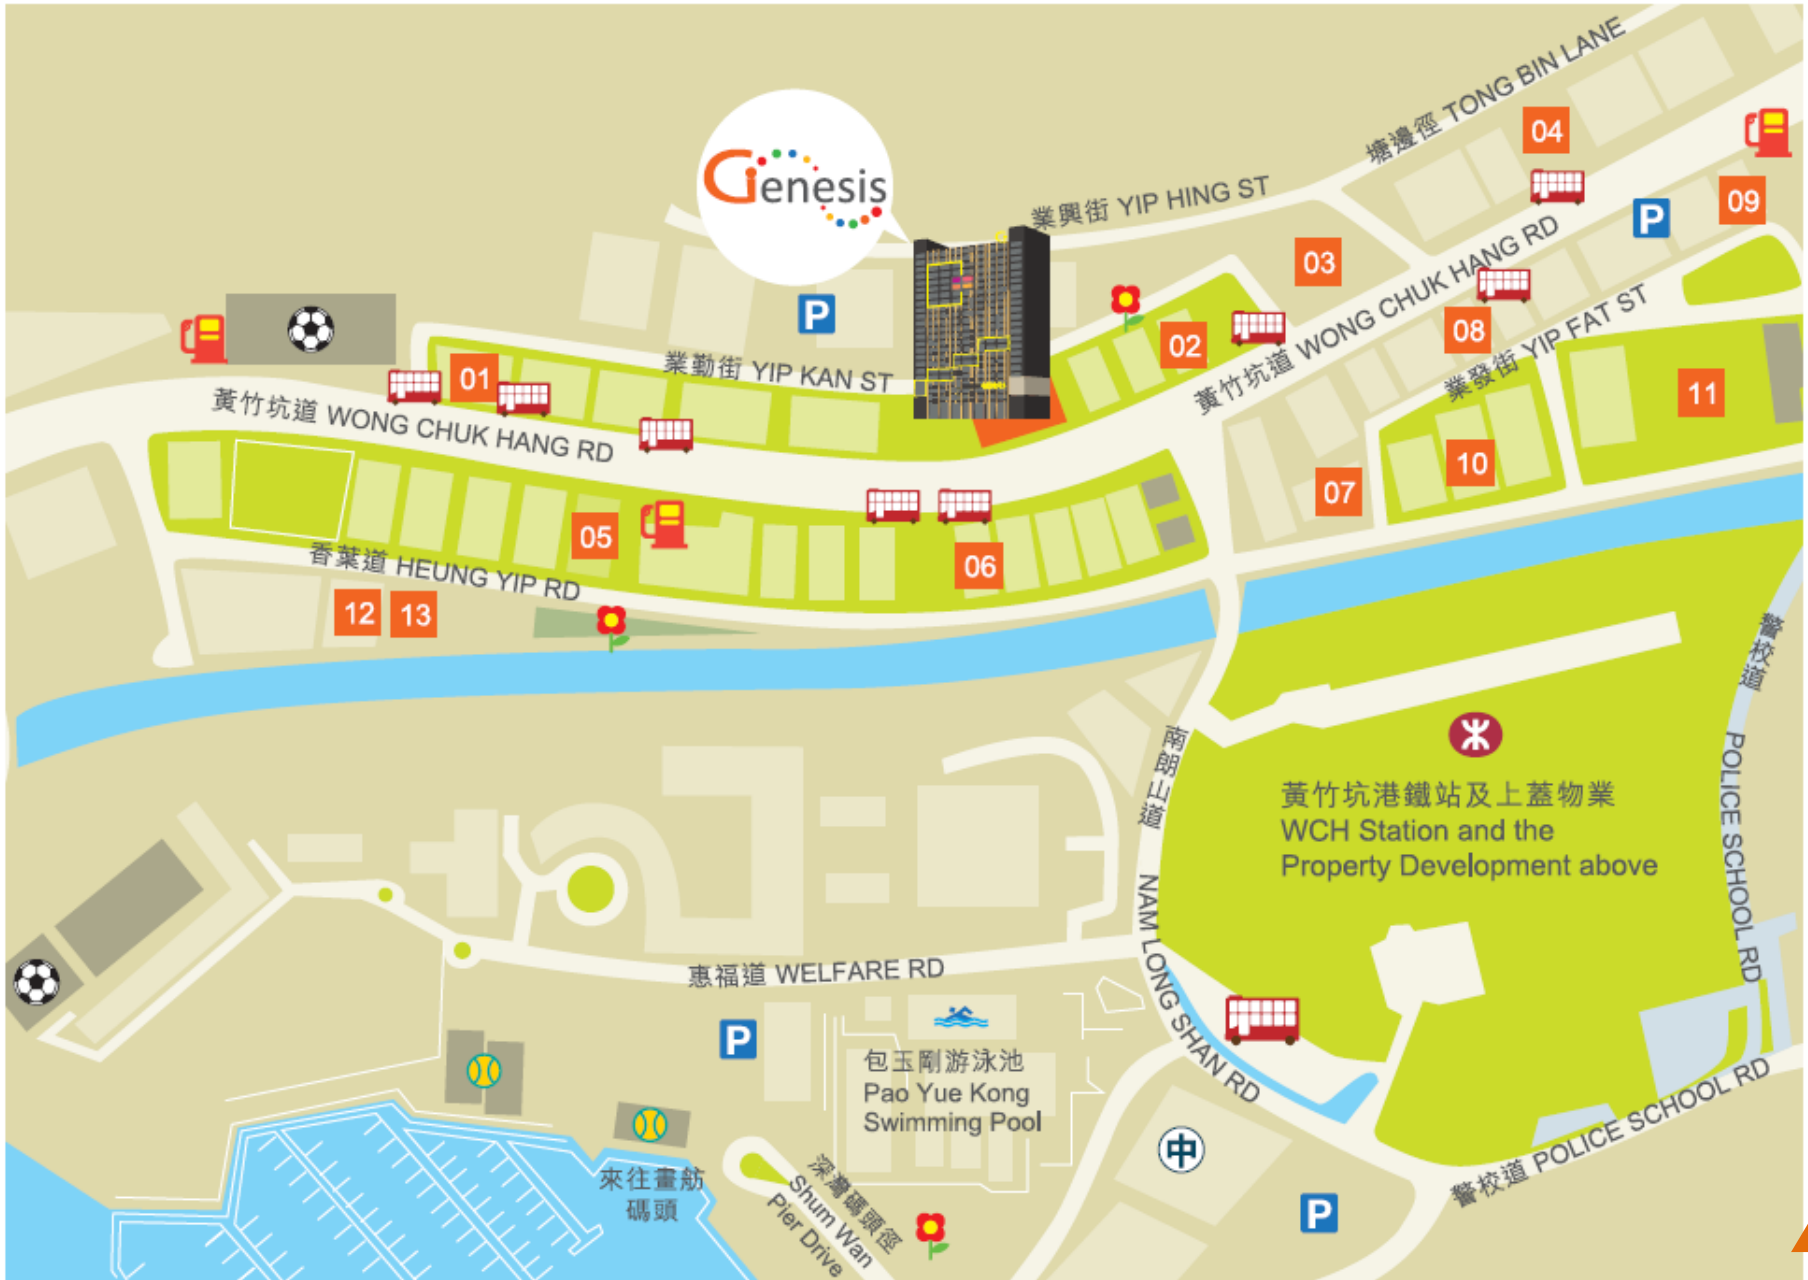 塘邊徑 TONG BIN LANE
04
Genesis
業興街 YIP HING ST
P
09
03
黃竹坑道 WONG CHUK HANG RD
P
02
08
業發街 YIP FAT ST
業勤街 YIP KAN ST
01
11
黃竹坑道 WONG CHUK HANG RD
10
07
05
06
香葉道 HEUNG YIP RD
12
13
警校道 POLICE SCHOOL RD
南朗山道 NAM LONG SHAN RD
黃竹坑港鐵站及上蓋物業
WCH Station and the
Property Development above
惠福道 WELFARE RD
P
包玉剛游泳池
Pao Yue Kong
Swimming Pool
來往畫舫
碼頭
深灣碼頭徑
Shum Wan
Pier Drive
中
P
警校道 POLICE SCHOOL RD